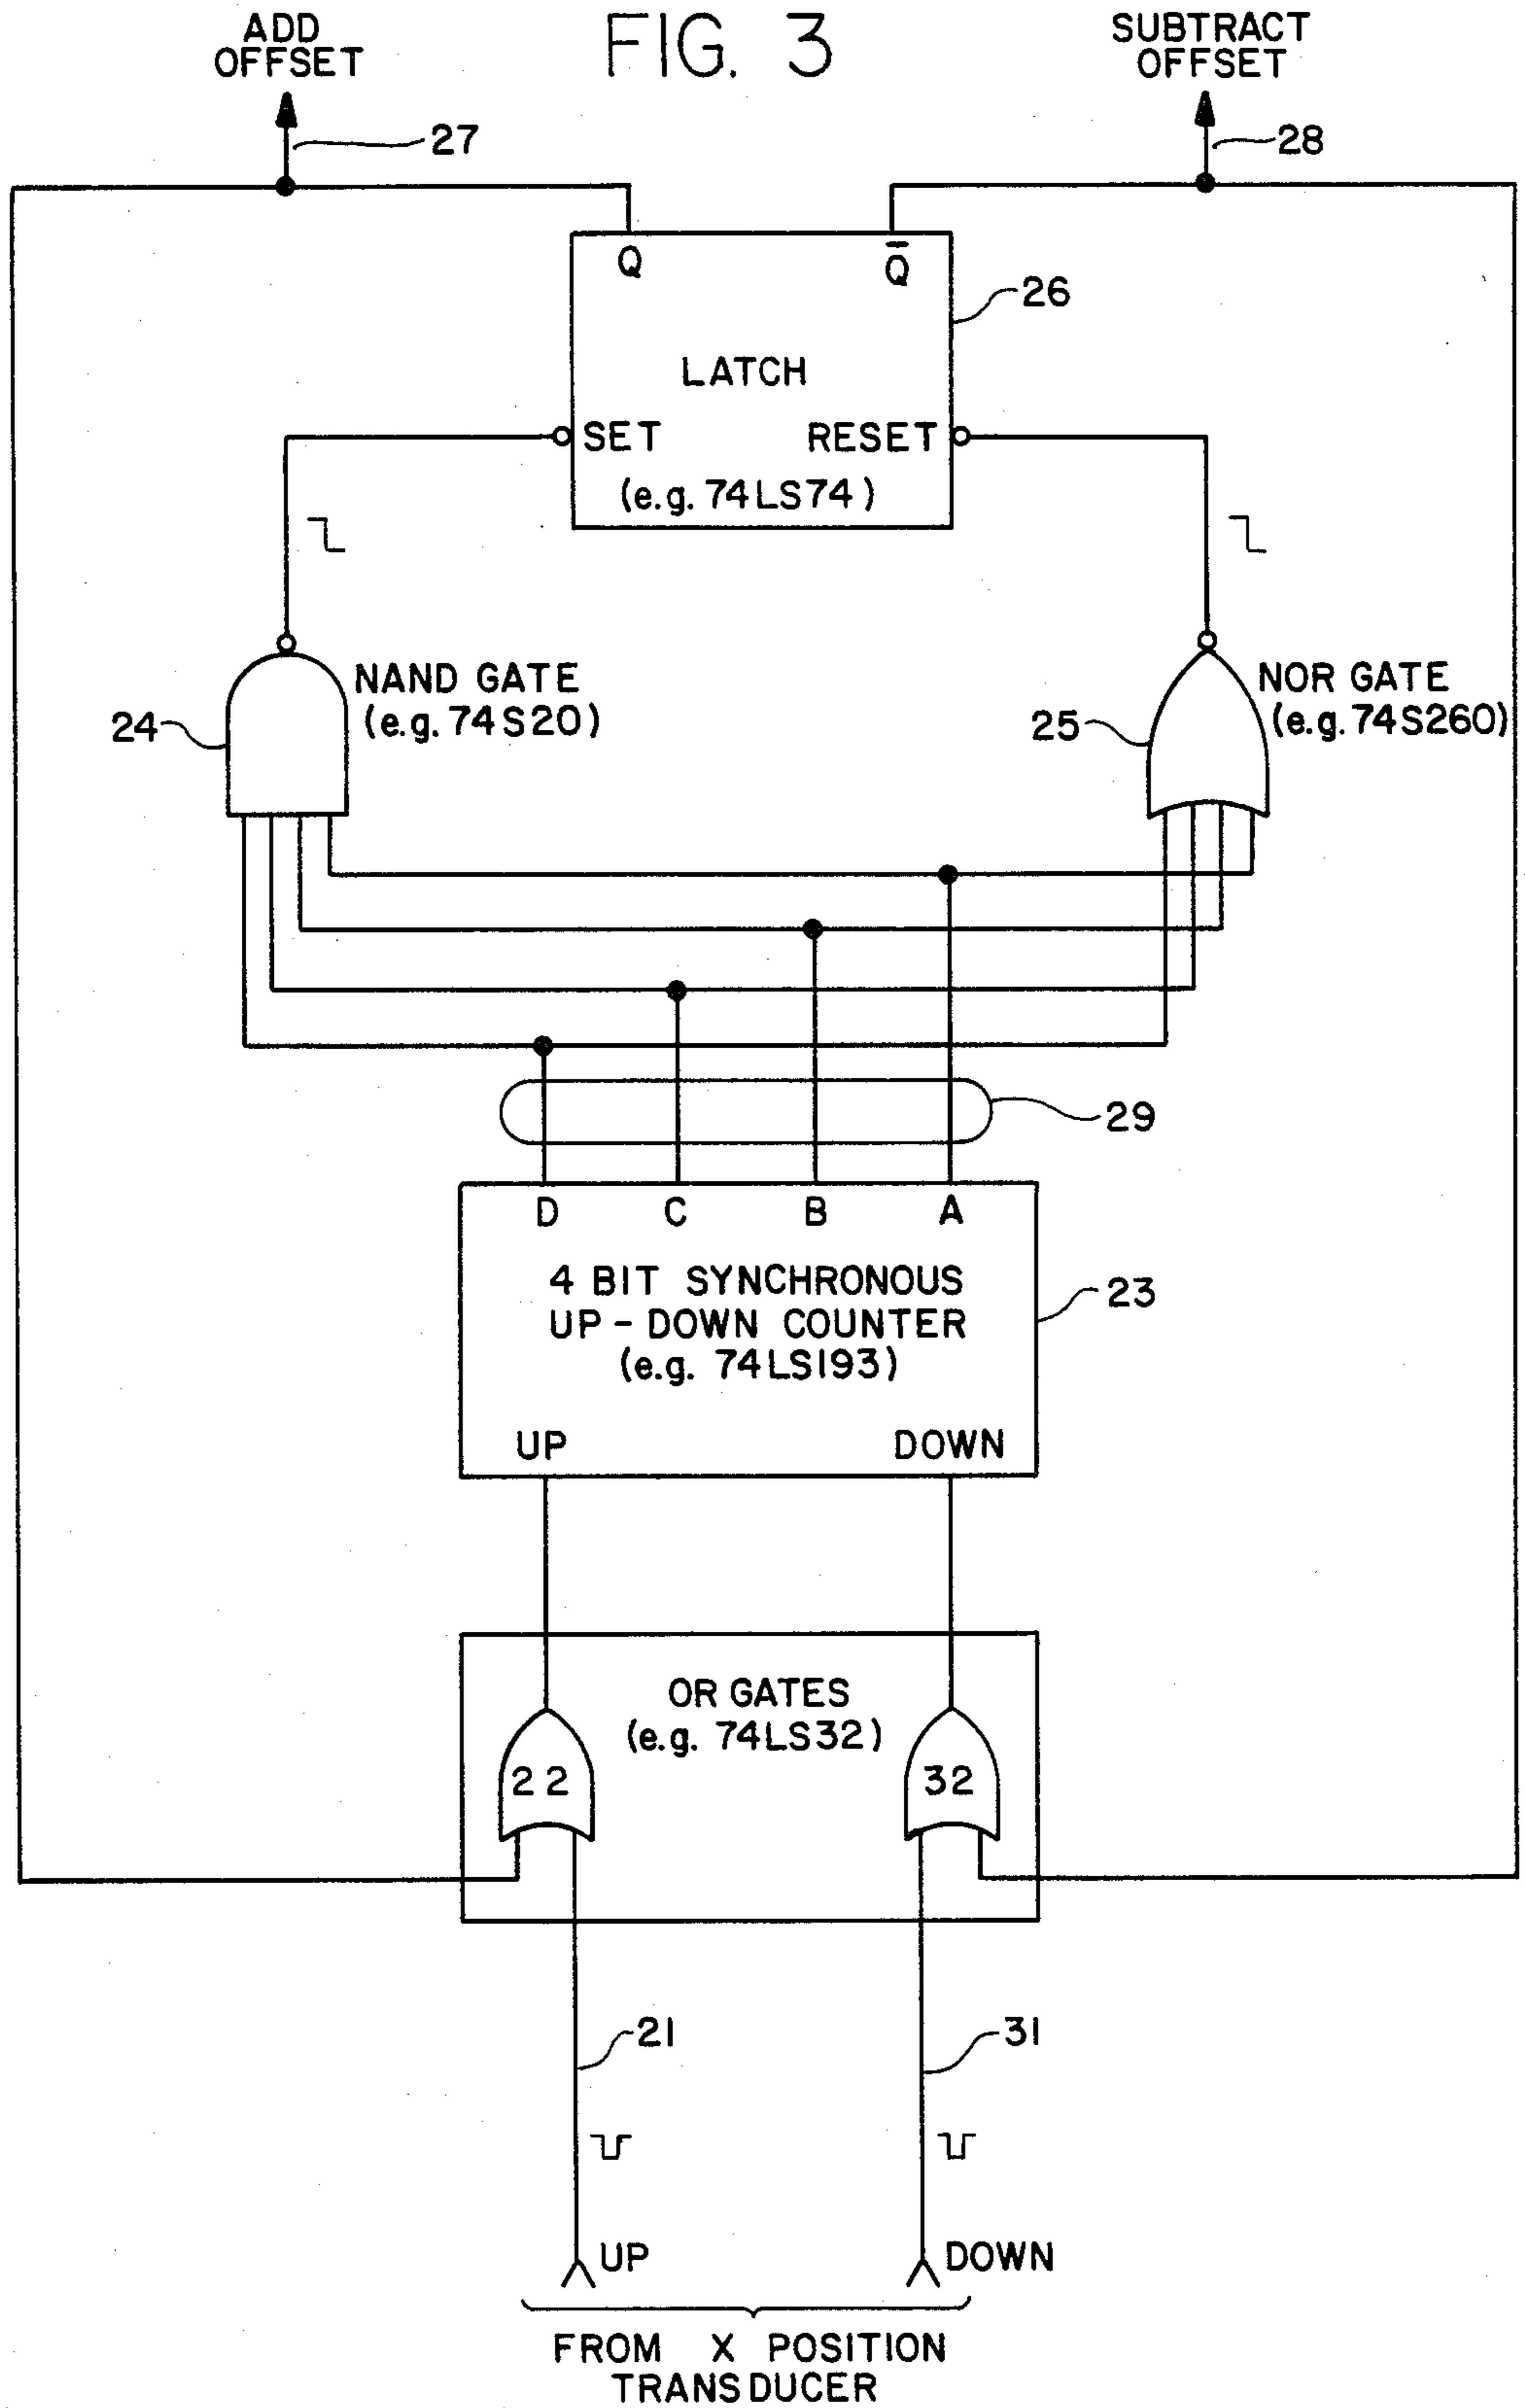 FIG. 3
ADD
OFFSET
SUBTRACT
OFFSET
27
28
Q
Q̅
26
LATCH
SET
RESET
(e.g. 74LS74)
NAND GATE
(e.g. 74S20)
24
NOR GATE
(e.g. 74S260)
25
29
D C B A
4 BIT SYNCHRONOUS
UP-DOWN COUNTER
(e.g. 74LS193)
23
UP
DOWN
OR GATES
(e.g. 74LS32)
22
32
21
31
UP
DOWN
FROM X POSITION
TRANSDUCER